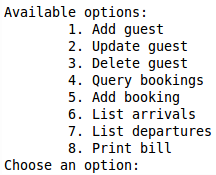 Available options:
1. Add guest
2. Update guest
3. Delete guest
4. Query bookings
5. Add booking
6. List arrivals
7. List departures
8. Print bill
Choose an option: